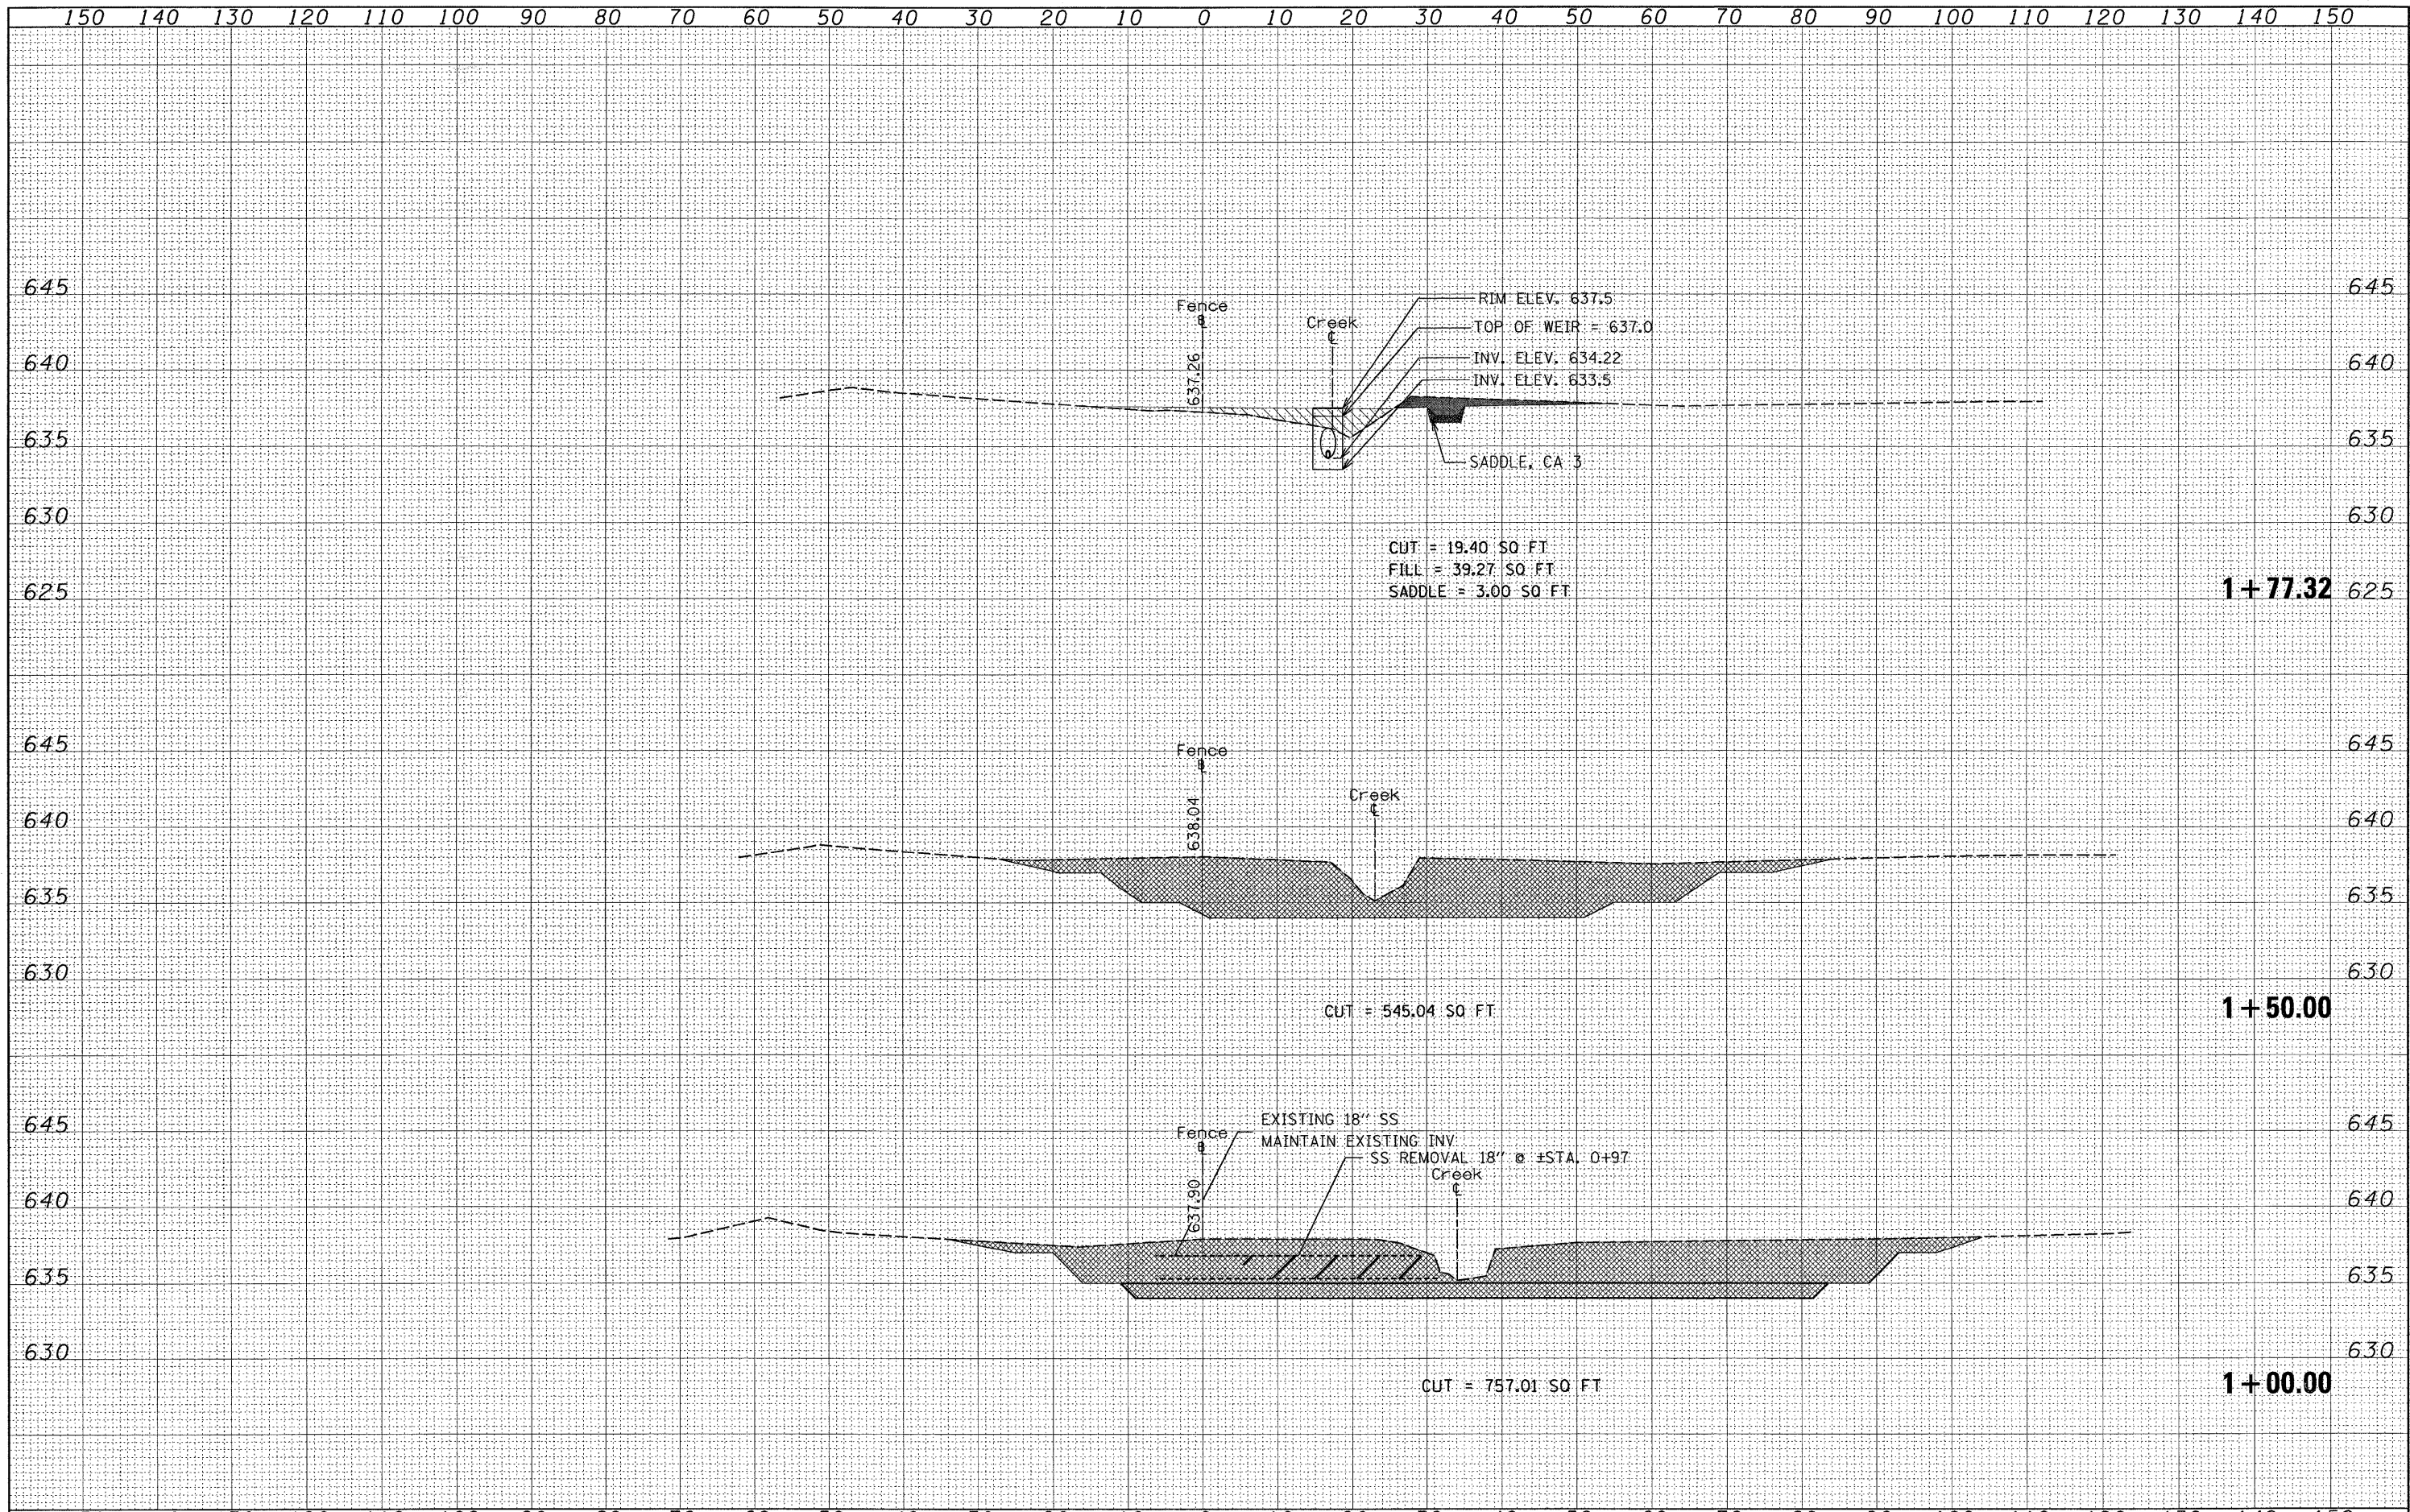 150 140 130 120 110 100 90 80 70 60 50 40 30 20 10 0 10 20 30 40 50 60 70 80 90 100 110 120 130 140 150
645 645
Fence
RIM ELEV. 637.5
Creek
TOP OF WEIR = 637.0
640 640
637.26
INV. ELEV. 634.22
INV. ELEV. 633.5
635 635
SADDLE, CA 3
630 630
CUT = 19.40 SQ FT
FILL = 39.27 SQ FT
SADDLE = 3.00 SQ FT
625 1+77.32 625
645 645
Fence
Creek
640 640
638.04
635 635
630 630
CUT = 545.04 SQ FT
1+50.00
EXISTING 18" SS
645 645
Fence
MAINTAIN EXISTING INV
SS REMOVAL 18" @ ±STA. 0+97
Creek
640 640
637.90
635 635
630 630
CUT = 757.01 SQ FT
1+00.00